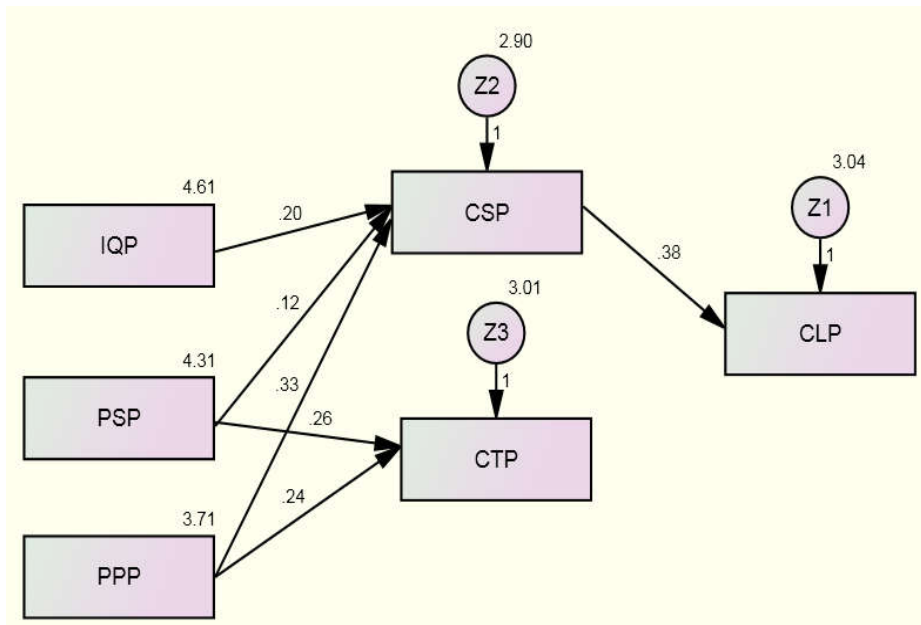 2.90
Z2
1
4.61
IQP
.20
CSP
3.04
Z1
1
.38
CLP
3.01
Z3
1
.12
4.31
PSP
.33
.26
CTP
.24
3.71
PPP